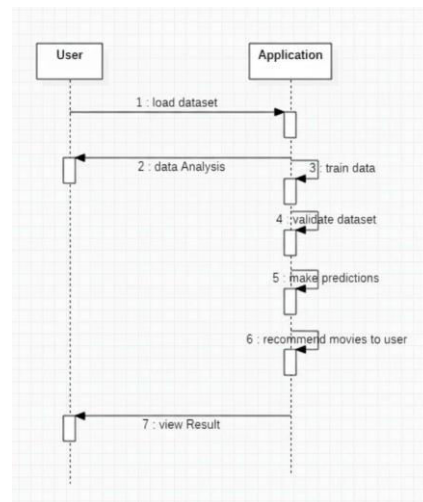 User
Application
1 : load dataset
2 : data Analysis
3 : train data
4 : validate dataset
5 : make predictions
6 : recommend movies to user
7 : view Result